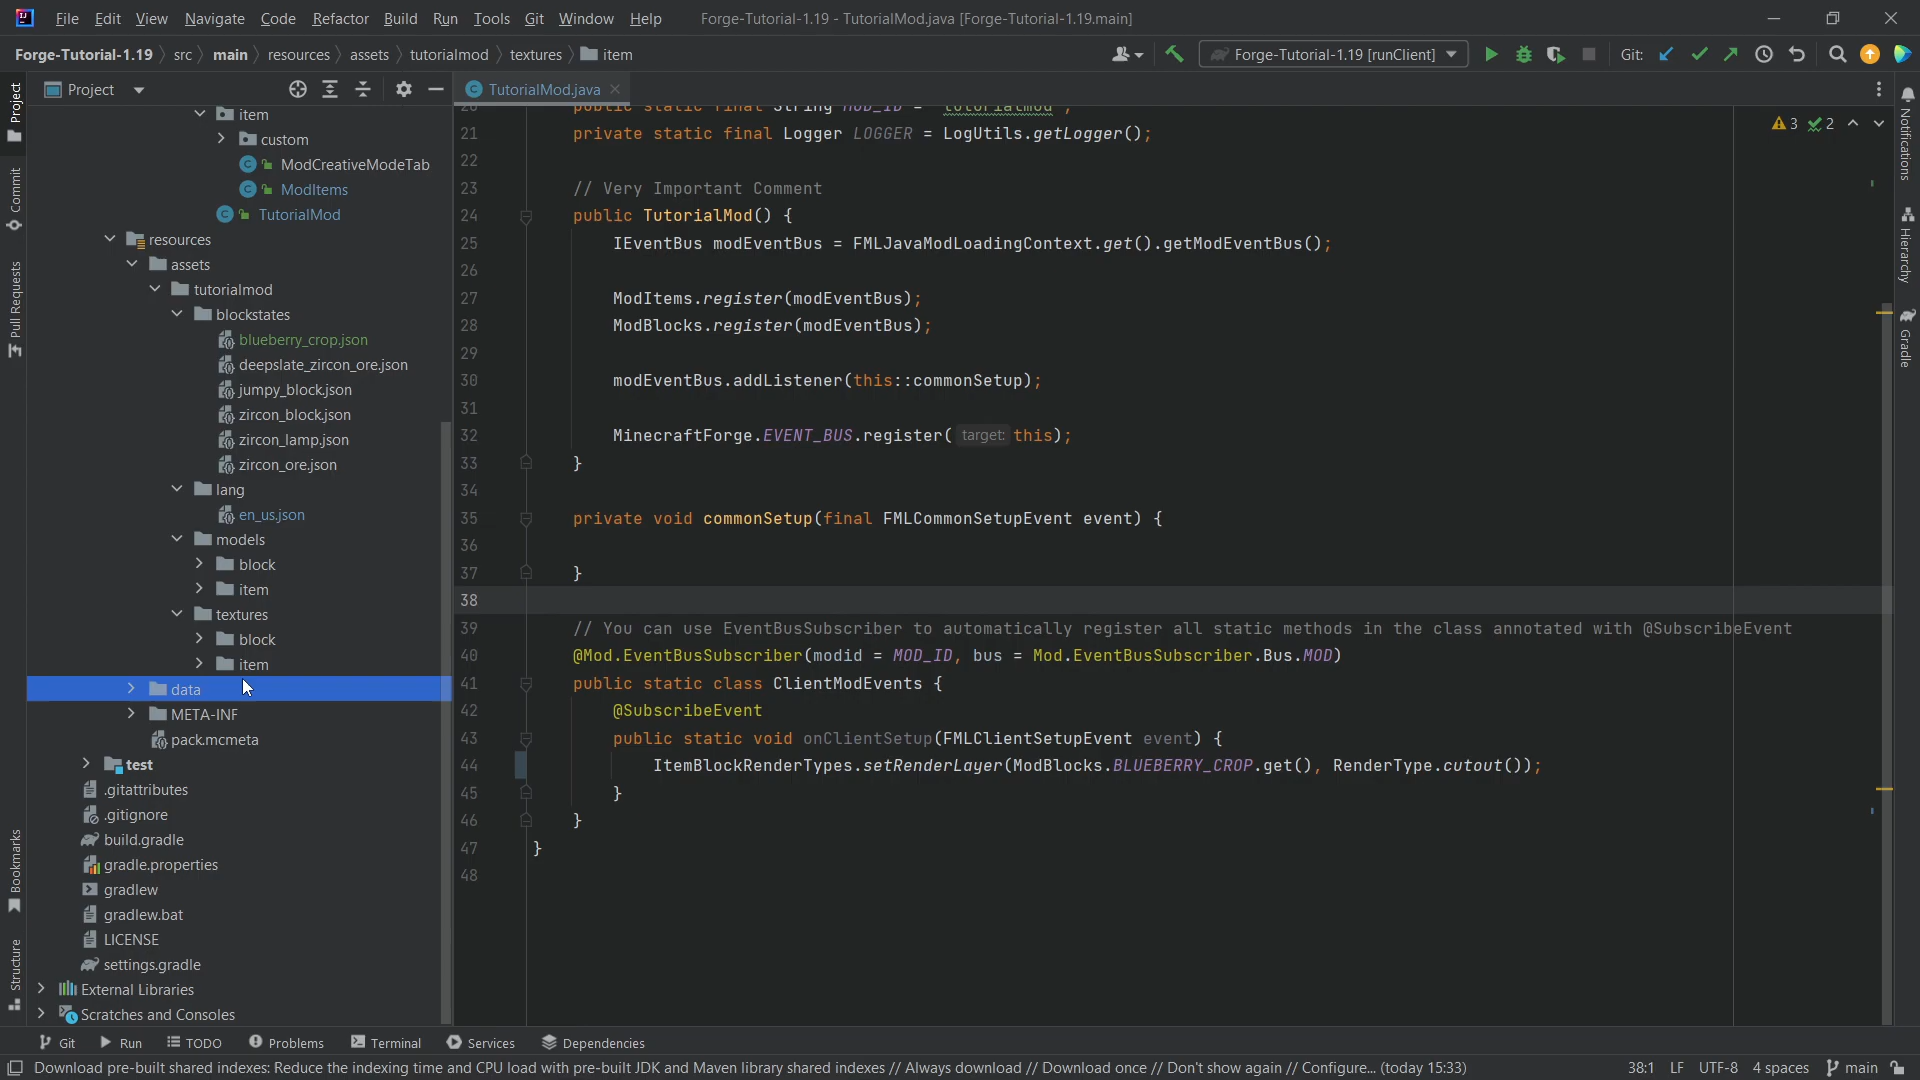 File Edit View Navigate Code Refactor Build Run Tools Git Window Help Forge-Tutorial-1.19 - TutorialMod.java [Forge-Tutorial-1.19.main]
Forge-Tutorial-1.19 src main resources assets tutorialmod textures item Forge-Tutorial-1.19 [runClient] Git:
Project TutorialMod.java
item
custom
ModCreativeModeTab
ModItems
TutorialMod
resources
assets
tutorialmod
blockstates
blueberry_crop.json
deepslate_zircon_ore.json
jumpy_block.json
zircon_block.json
zircon_lamp.json
zircon_ore.json
lang
en_us.json
models
block
item
textures
block
item
data
META-INF
pack.mcmeta
test
.gitattributes
.gitignore
build.gradle
gradle.properties
gradlew
gradlew.bat
LICENSE
settings.gradle
External Libraries
Scratches and Consoles
20 public static final String MOD_ID = "tutorialmod";
21 private static final Logger LOGGER = LogUtils.getLogger();
22
23 // Very Important Comment
24 public TutorialMod() {
25 IEventBus modEventBus = FMLJavaModLoadingContext.get().getModEventBus();
26
27 ModItems.register(modEventBus);
28 ModBlocks.register(modEventBus);
29
30 modEventBus.addListener(this::commonSetup);
31
32 MinecraftForge.EVENT_BUS.register( target: this);
33 }
34
35 private void commonSetup(final FMLCommonSetupEvent event) {
36
37 }
38
39 // You can use EventBusSubscriber to automatically register all static methods in the class annotated with @SubscribeEvent
40 @Mod.EventBusSubscriber(modid = MOD_ID, bus = Mod.EventBusSubscriber.Bus.MOD)
41 public static class ClientModEvents {
42 @SubscribeEvent
43 public static void onClientSetup(FMLClientSetupEvent event) {
44 ItemBlockRenderTypes.setRenderLayer(ModBlocks.BLUEBERRY_CROP.get(), RenderType.cutout());
45 }
46 }
47 }
48
3 2
Project
Commit
Pull Requests
Bookmarks
Structure
Notifications
Hierarchy
Gradle
Git Run TODO Problems Terminal Services Dependencies
Download pre-built shared indexes: Reduce the indexing time and CPU load with pre-built JDK and Maven library shared indexes // Always download // Download once // Don't show again // Configure... (today 15:33) 38:1 LF UTF-8 4 spaces main